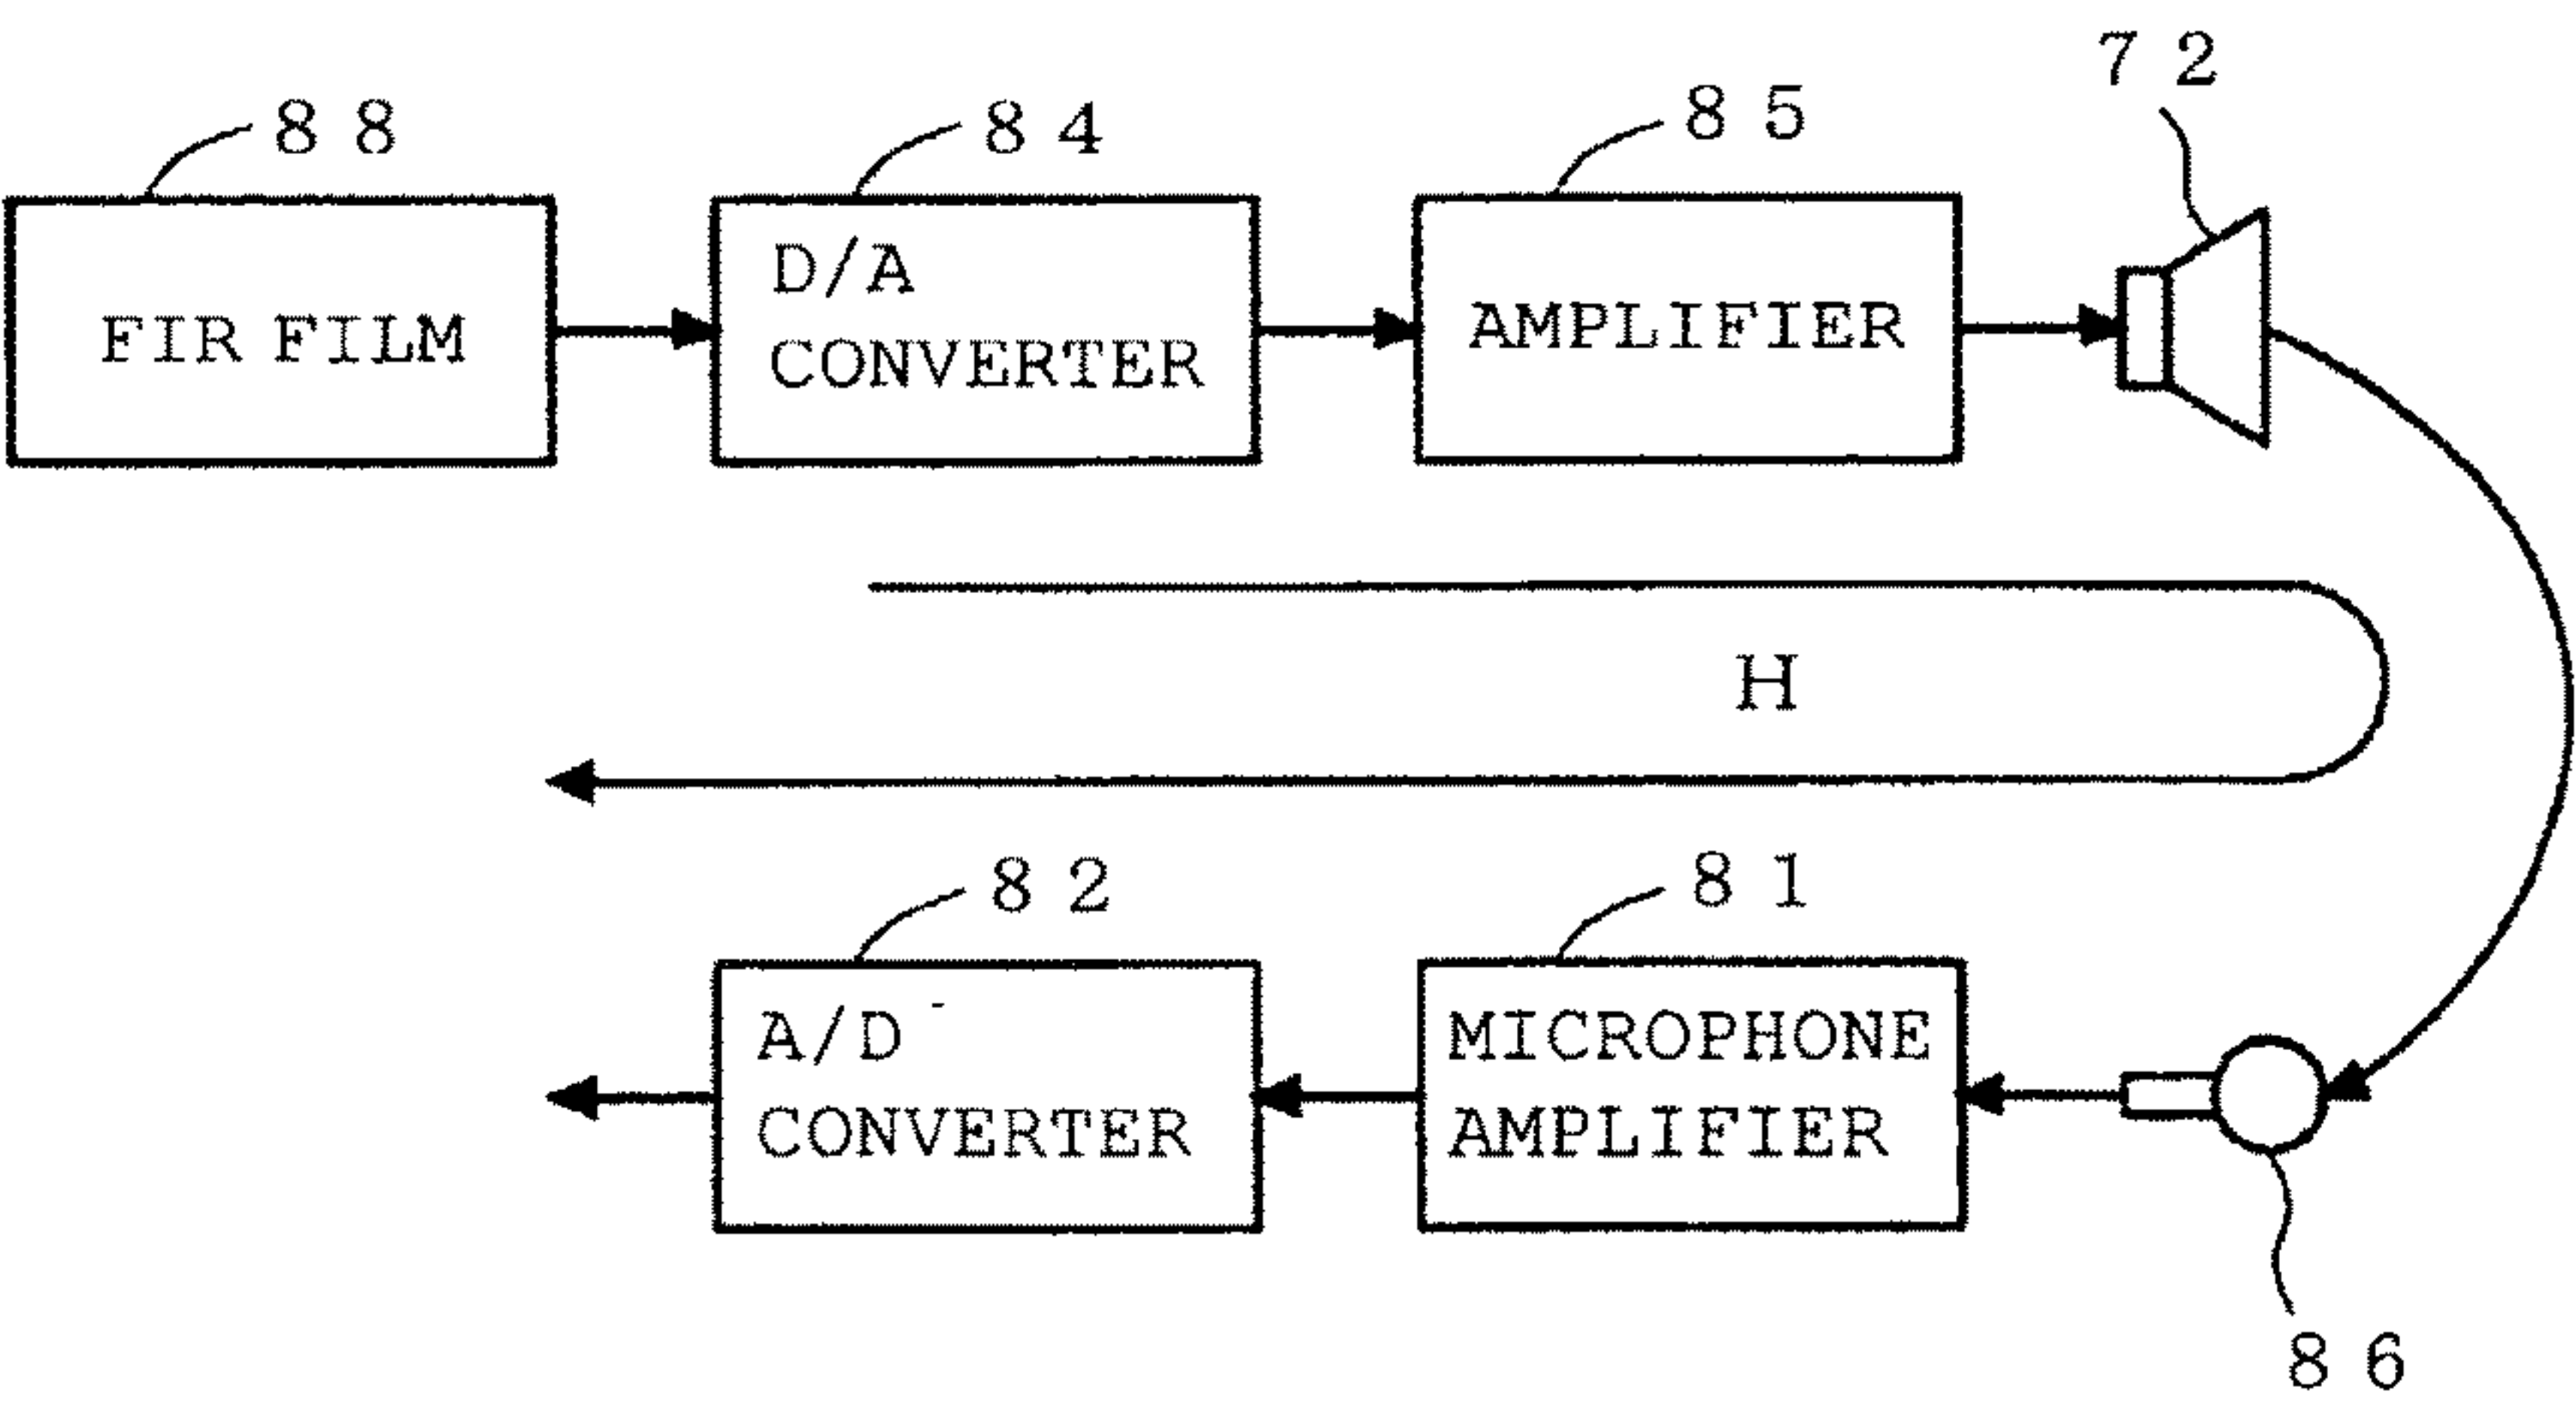 72
88
84
85
FIR FILM
D/A
CONVERTER
AMPLIFIER
H
82
81
A/D
CONVERTER
MICROPHONE
AMPLIFIER
86